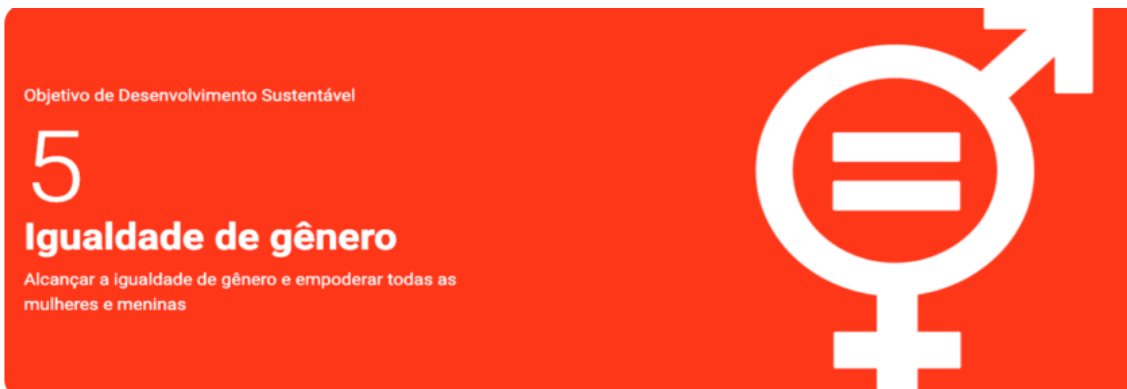 Objetivo de Desenvolvimento Sustentável
5
Igualdade de gênero
Alcançar a igualdade de gênero e empoderar todas as
mulheres e meninas